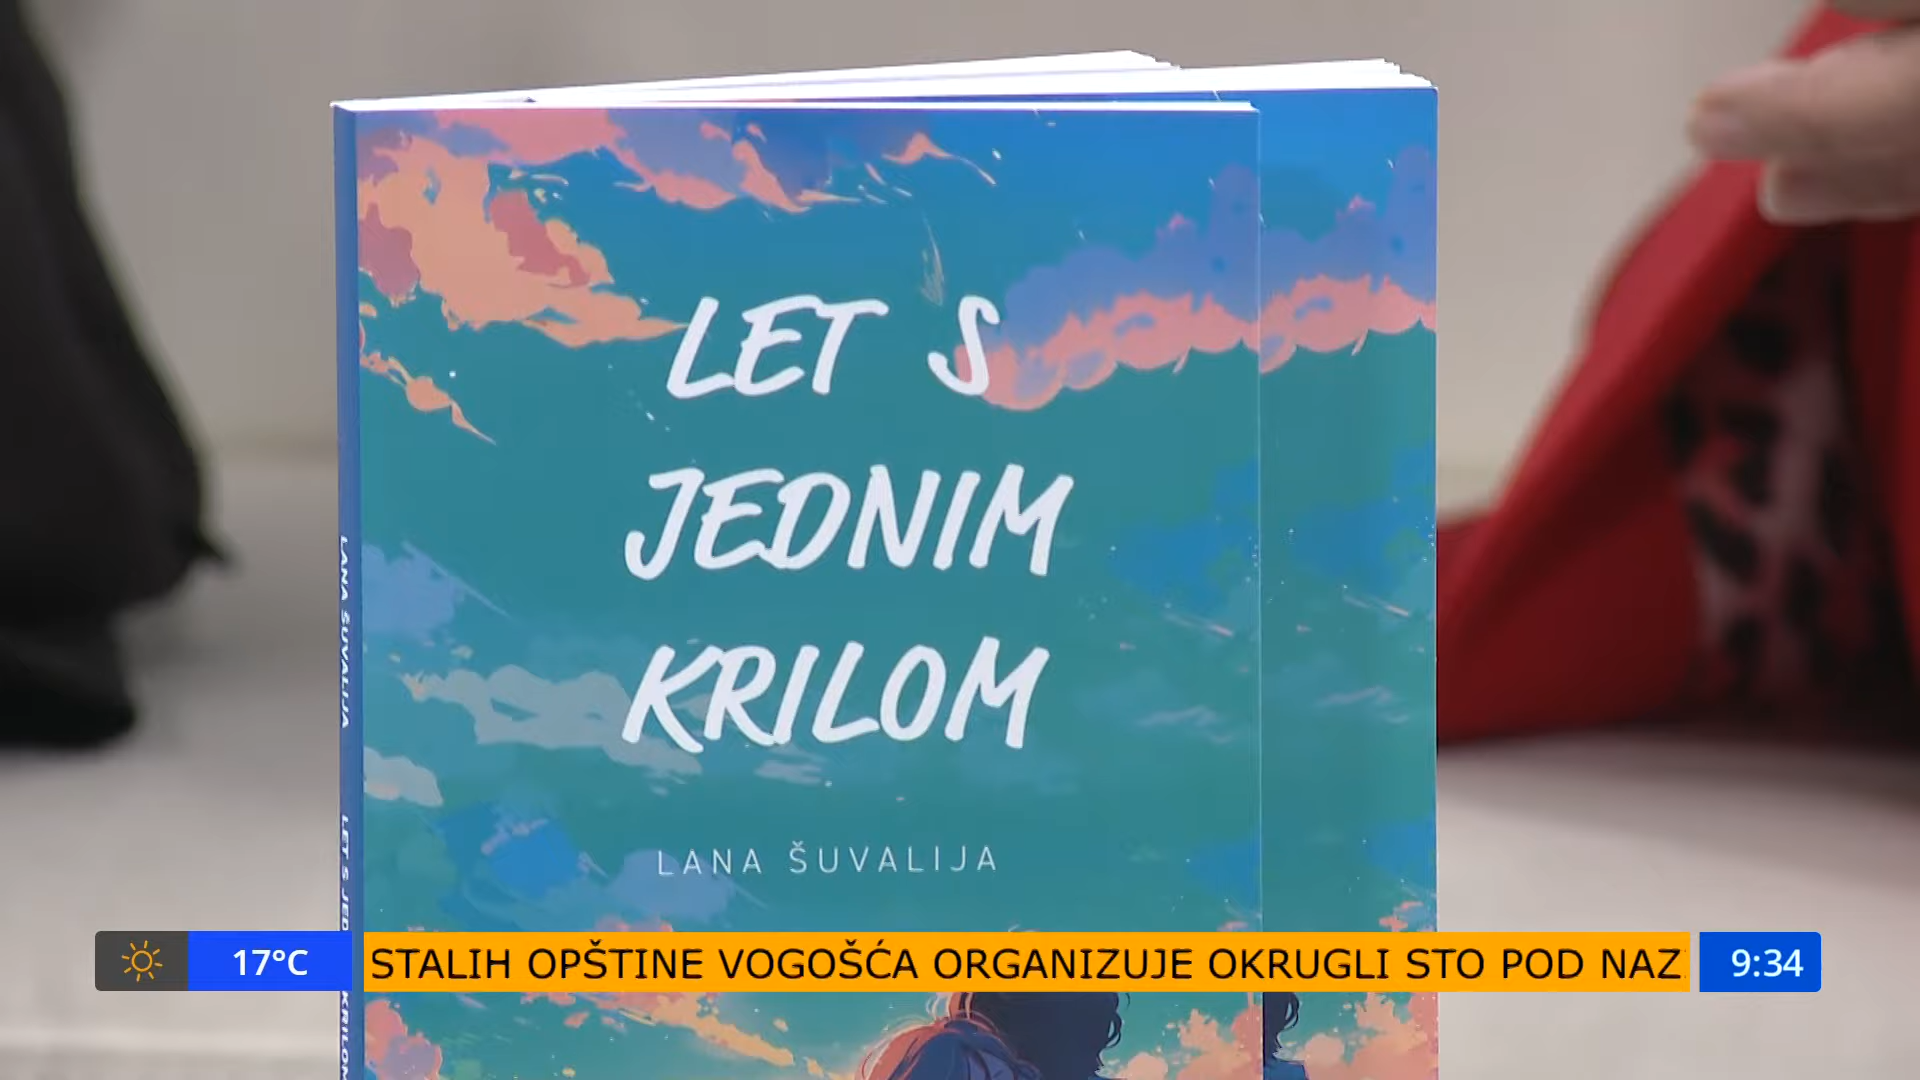 LET S
JEDNIM
KRILOM
LANA ŠUVALIJA
LANA ŠUVALIJA
LET S JED
KRILOM
17°C
STALIH OPŠTINE VOGOŠĆA ORGANIZUJE OKRUGLI STO POD NAZ
9:34